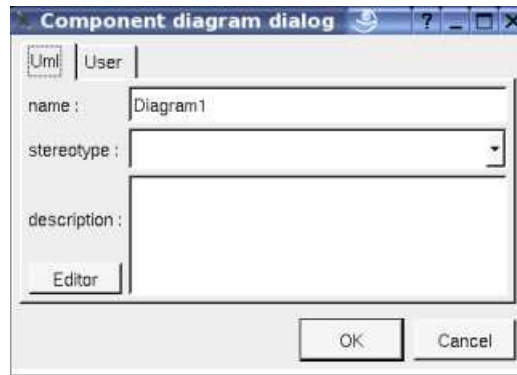 Component diagram dialog ?
Uml User
name : Diagram1
stereotype :
description :
Editor
OK Cancel